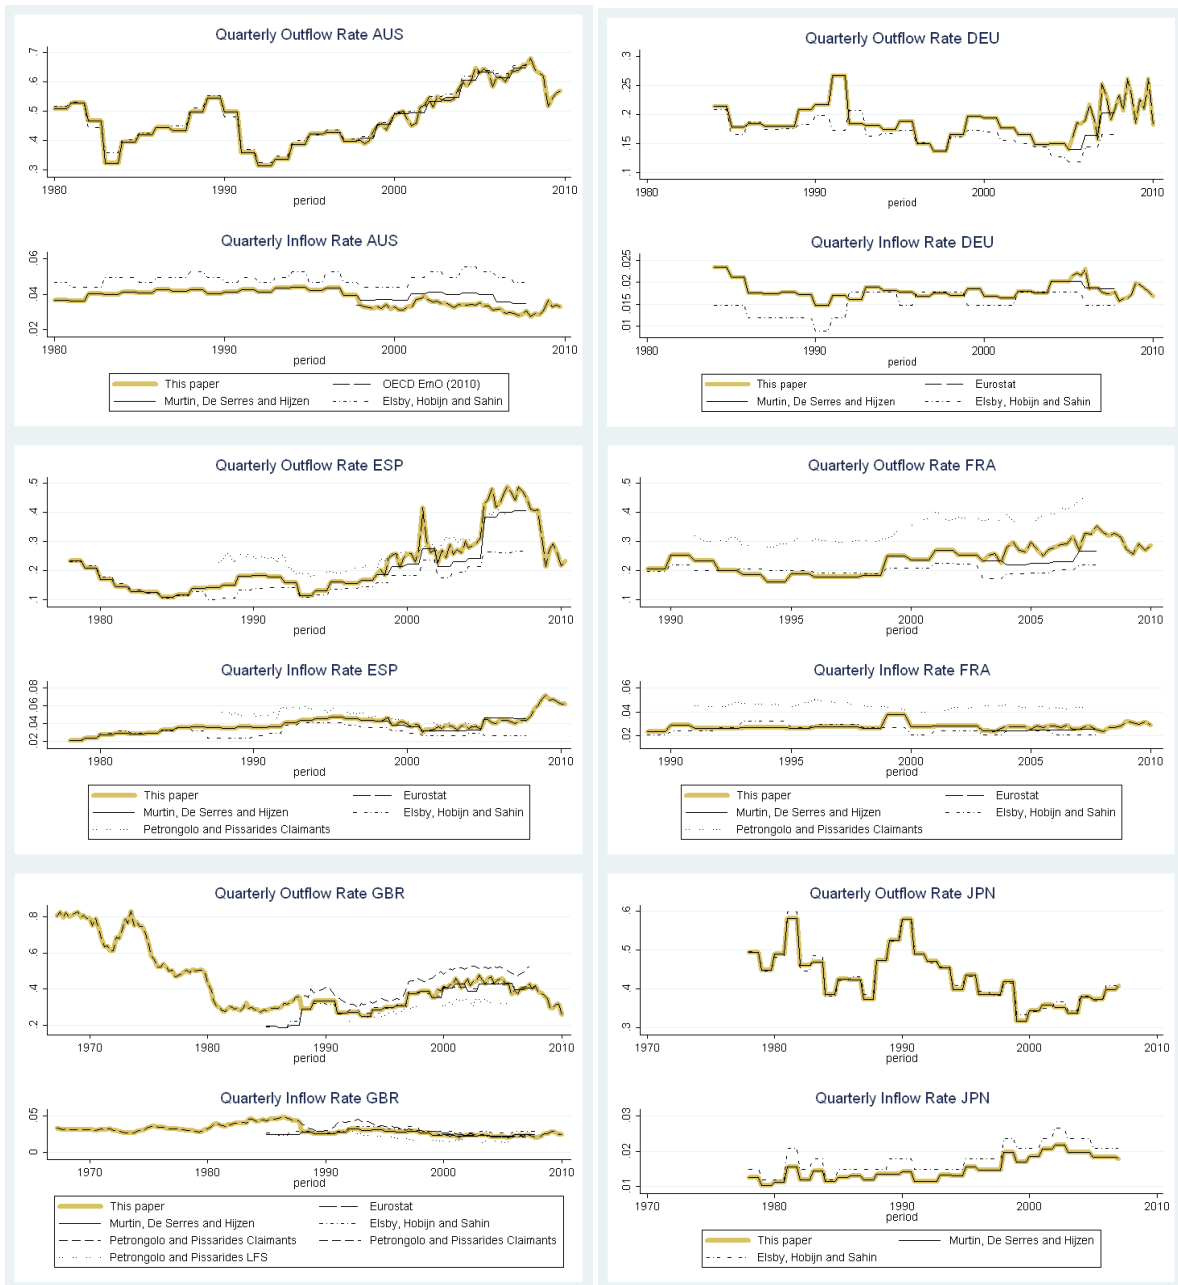 Quarterly Outflow Rate AUS
.7
.6
.5
.4
.3
1980
1990
2000
2010
period
Quarterly Inflow Rate AUS
.06
.04
.02
1980
1990
2000
2010
period
This paper
OECD EmO (2010)
Murtin, De Serres and Hijzen
Elsby, Hobijn and Sahin
Quarterly Outflow Rate DEU
.3
.25
.2
.15
.1
1980
1990
2000
2010
period
Quarterly Inflow Rate DEU
.025
.02
.015
.01
1980
1990
2000
2010
period
This paper
Eurostat
Murtin, De Serres and Hijzen
Elsby, Hobijn and Sahin
Quarterly Outflow Rate ESP
.5
.4
.3
.2
.1
1980
1990
2000
2010
period
Quarterly Inflow Rate ESP
.08
.06
.04
.02
1980
1990
2000
2010
period
This paper
Eurostat
Murtin, De Serres and Hijzen
Elsby, Hobijn and Sahin
Petrongolo and Pissarides Claimants
Quarterly Outflow Rate FRA
.5
.4
.3
.2
.1
1990
1995
2000
2005
2010
period
Quarterly Inflow Rate FRA
.06
.04
.02
1990
1995
2000
2005
2010
period
This paper
Eurostat
Murtin, De Serres and Hijzen
Elsby, Hobijn and Sahin
Petrongolo and Pissarides Claimants
Quarterly Outflow Rate GBR
.8
.6
.4
.2
1970
1980
1990
2000
2010
period
Quarterly Inflow Rate GBR
.05
0
1970
1980
1990
2000
2010
period
This paper
Eurostat
Murtin, De Serres and Hijzen
Elsby, Hobijn and Sahin
Petrongolo and Pissarides Claimants
Petrongolo and Pissarides Claimants
Petrongolo and Pissarides LFS
Quarterly Outflow Rate JPN
.6
.5
.4
.3
1970
1980
1990
2000
2010
period
Quarterly Inflow Rate JPN
.03
.02
.01
1970
1980
1990
2000
2010
period
This paper
Murtin, De Serres and Hijzen
Elsby, Hobijn and Sahin